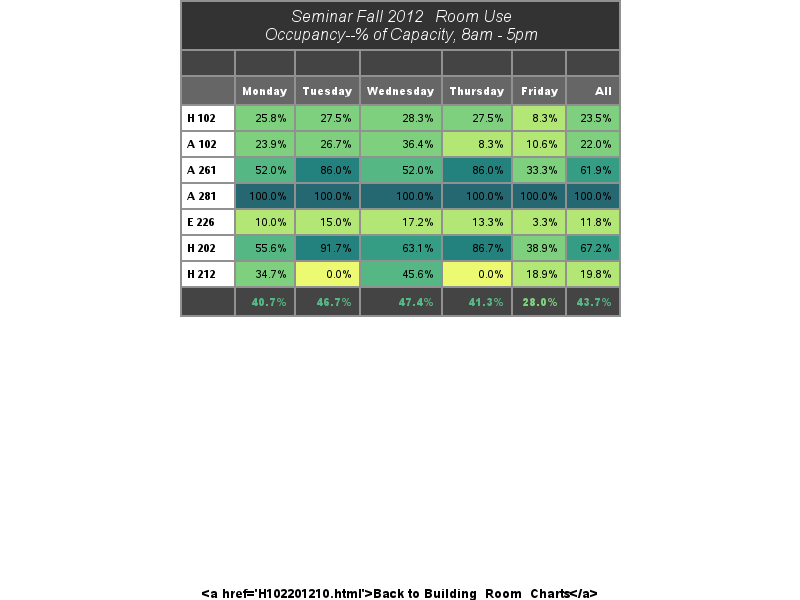 Seminar Fall 2012 Room Use
Occupancy--% of Capacity, 8am - 5pm
Monday Tuesday Wednesday Thursday Friday All
H 102 25.8% 27.5% 28.3% 27.5% 8.3% 23.5%
A 102 23.9% 26.7% 36.4% 8.3% 10.6% 22.0%
A 261 52.0% 86.0% 52.0% 86.0% 33.3% 61.9%
A 281 100.0% 100.0% 100.0% 100.0% 100.0% 100.0%
E 226 10.0% 15.0% 17.2% 13.3% 3.3% 11.8%
H 202 55.6% 91.7% 63.1% 86.7% 38.9% 67.2%
H 212 34.7% 0.0% 45.6% 0.0% 18.9% 19.8%
40.7% 46.7% 47.4% 41.3% 28.0% 43.7%
<a href='H102201210.html'>Back to Building Room Charts</a>